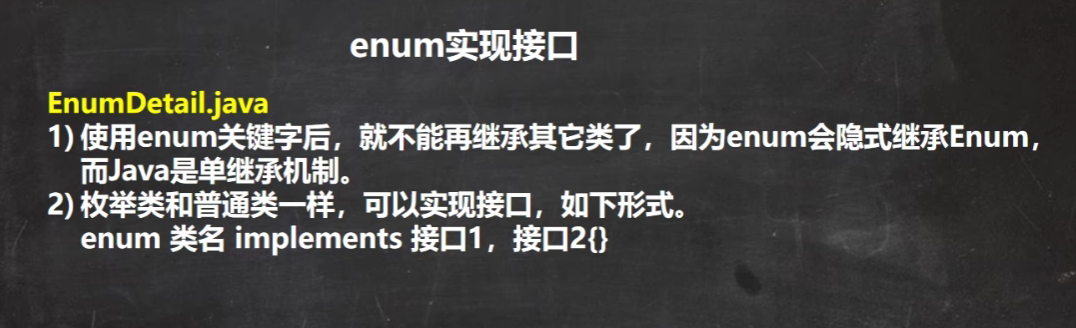 enum实现接口
EnumDetail.java
1) 使用enum关键字后，就不能再继承其它类了，因为enum会隐式继承Enum，
而Java是单继承机制。
2) 枚举类和普通类一样，可以实现接口，如下形式。
enum 类名 implements 接口1，接口2{}